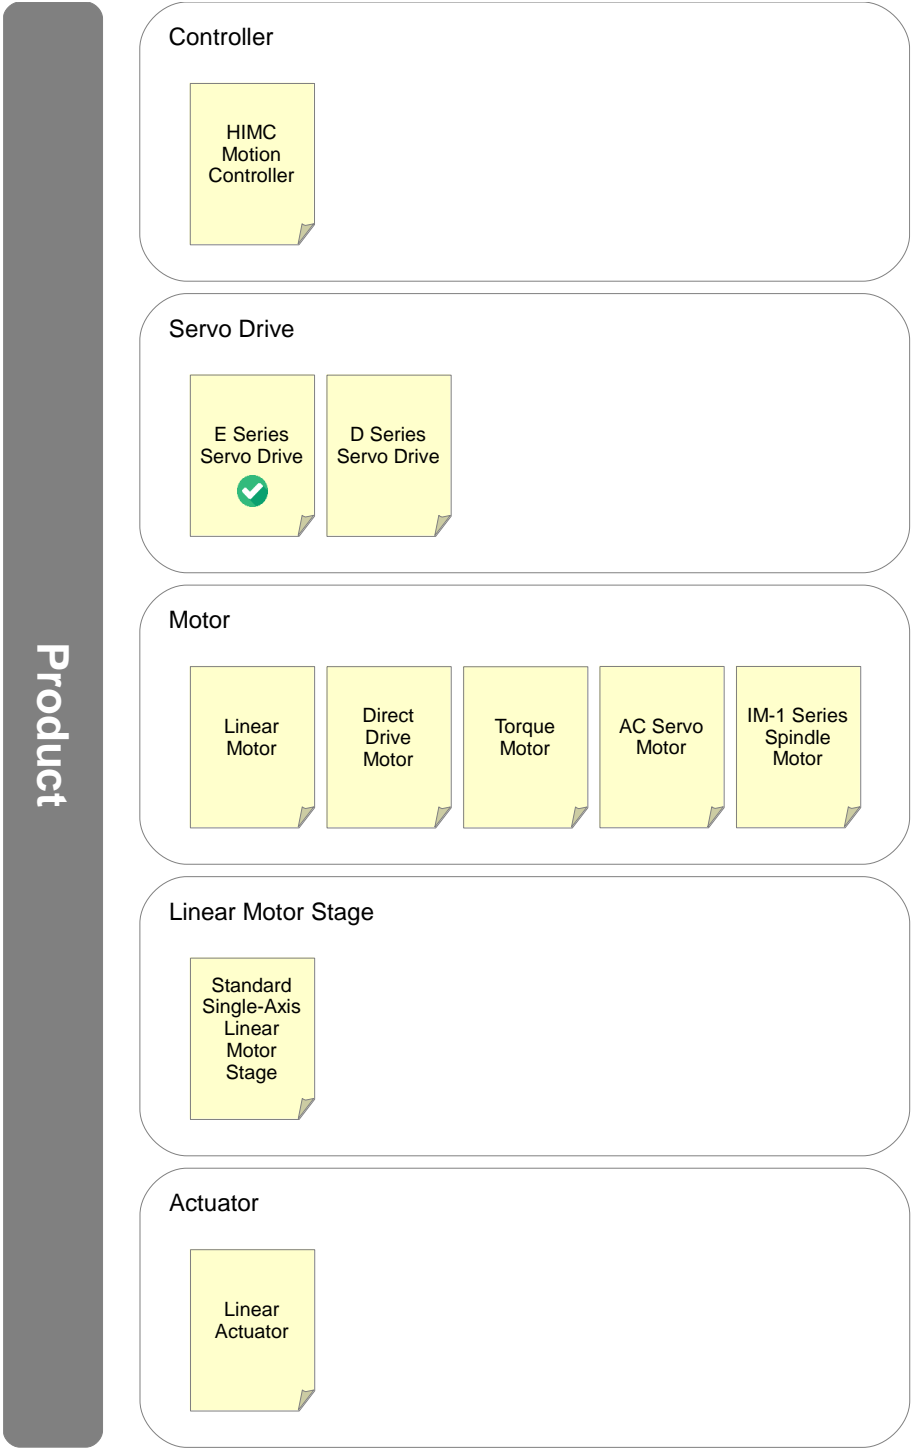 Product
Controller
HIMC
Motion
Controller
Servo Drive
E Series
Servo Drive
D Series
Servo Drive
Motor
Linear
Motor
Direct
Drive
Motor
Torque
Motor
AC Servo
Motor
IM-1 Series
Spindle
Motor
Linear Motor Stage
Standard
Single-Axis
Linear
Motor
Stage
Actuator
Linear
Actuator